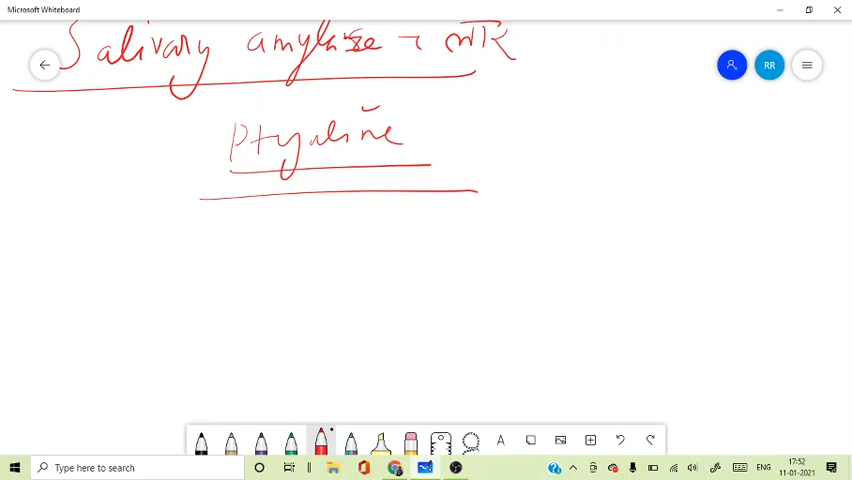 Microsoft Whiteboard
Salivary amylase -
Ptyaline
RR
A
Type here to search
ENG
17:52
11-01-2021